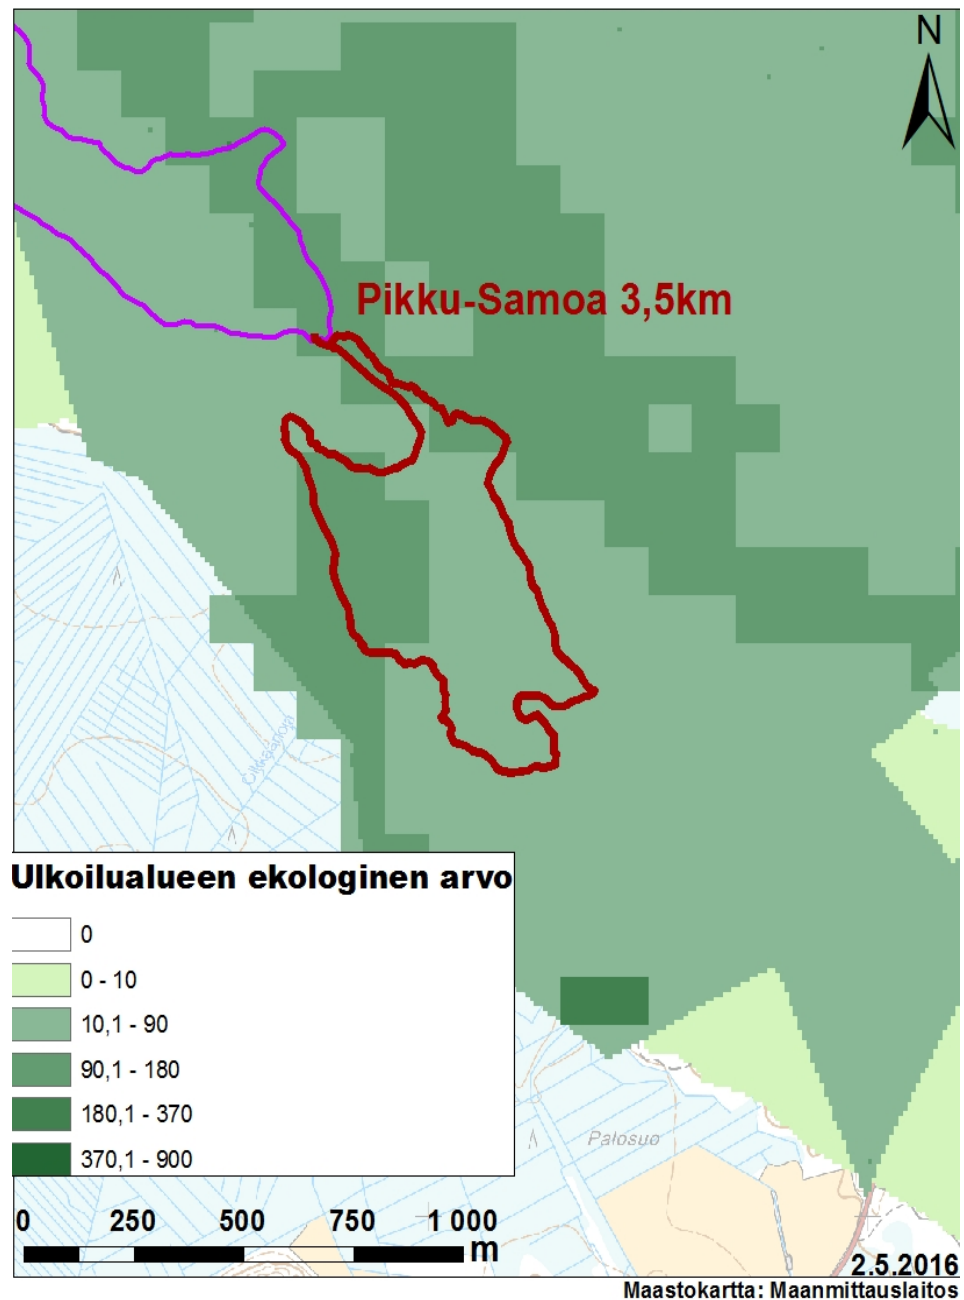 N
Pikku-Samoa 3,5km
Ulkoilualueen ekologinen arvo
0
0 - 10
10,1 - 90
90,1 - 180
180,1 - 370
370,1 - 900
Palosuo
0 250 500 750 1 000
m
2.5.2016
Maastokartta: Maanmittauslaitos